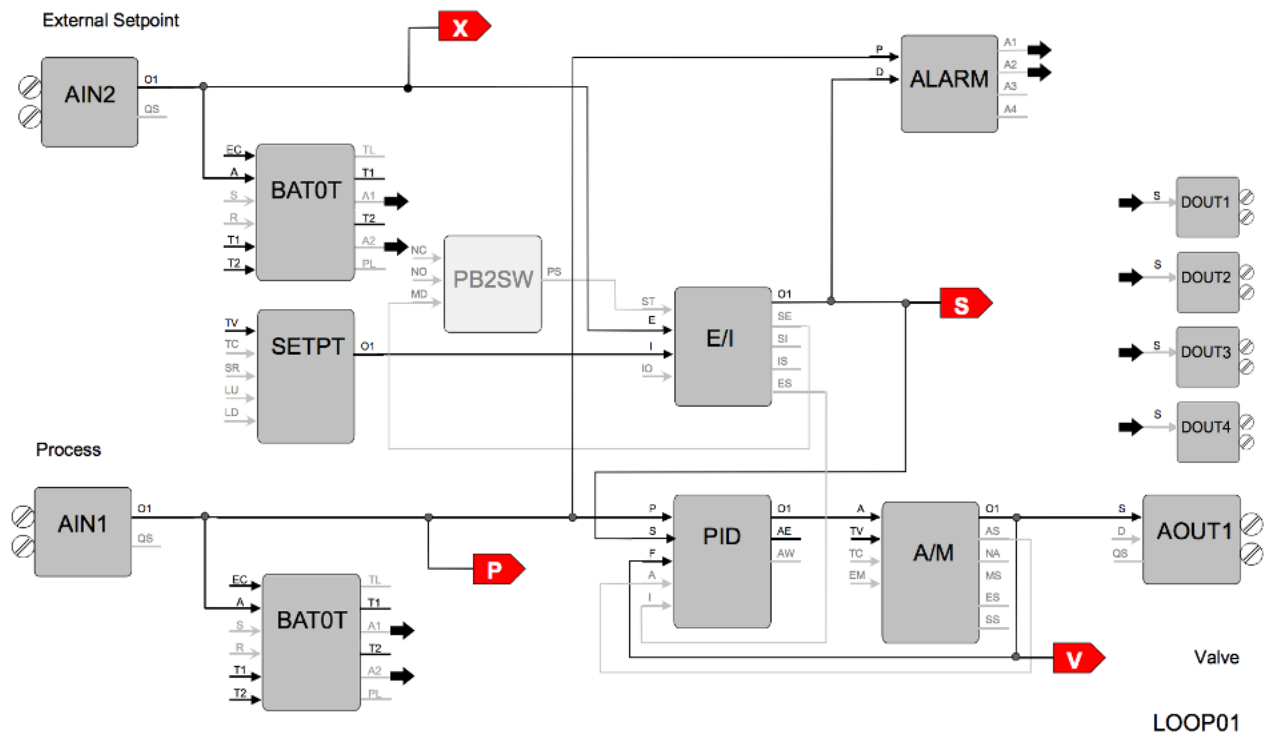 External Setpoint
X
AIN2
O1
QS
P
D
ALARM
A1
A2
A3
A4
EC
A
S
R
T1
T2
BAT0T
TL
T1
A1
T2
A2
PL
NC
NO
MD
PB2SW
PS
S
DOUT1
S
DOUT2
S
DOUT3
S
DOUT4
TV
TC
SR
LU
LD
SETPT
O1
ST
E
I
IO
E/I
O1
SE
SI
IS
ES
S
Process
AIN1
O1
QS
P
P
S
F
A
I
PID
O1
AE
AW
A
TV
TC
EM
A/M
O1
AS
NA
MS
ES
SS
S
D
QS
AOUT1
EC
A
S
R
T1
T2
BAT0T
TL
T1
A1
T2
A2
PL
V
Valve
LOOP01